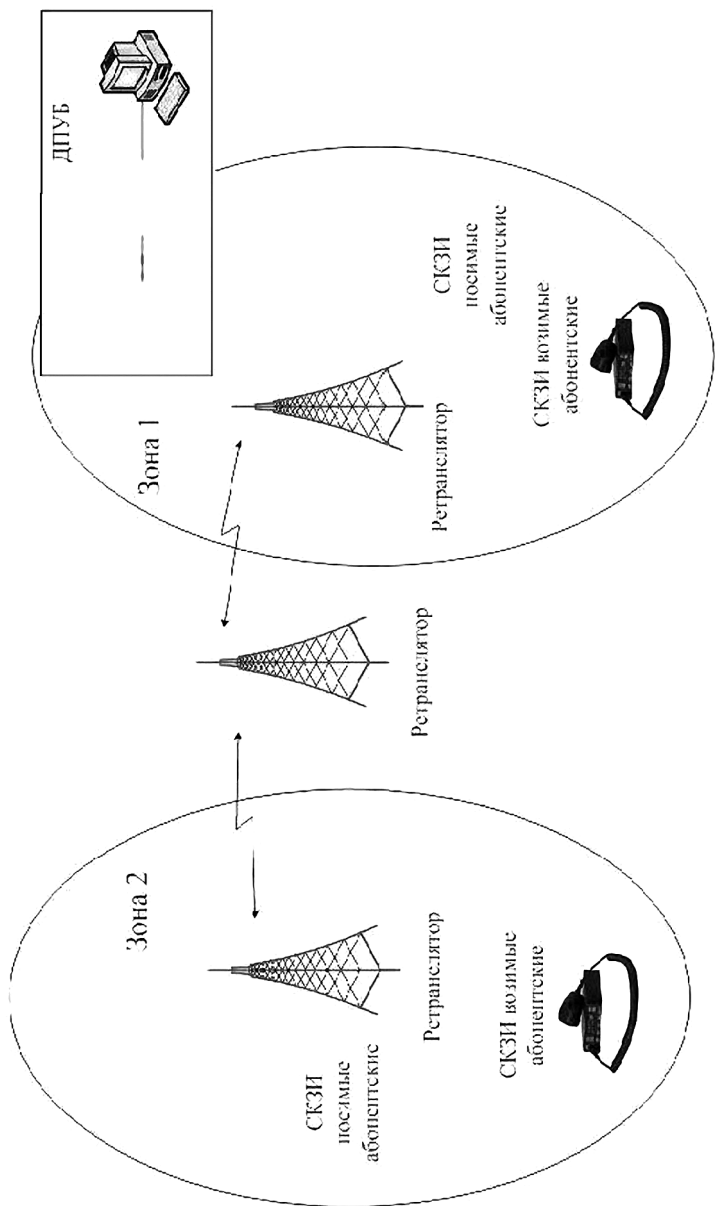 ДПУБ
Зона 2
Зона 1
СКЗИ
носимые
абонентские
Ретранслятор
Ретранслятор
Ретранслятор
СКЗИ
носимые
абонентские
СКЗИ возимые
абонентские
СКЗИ возимые
абонентские